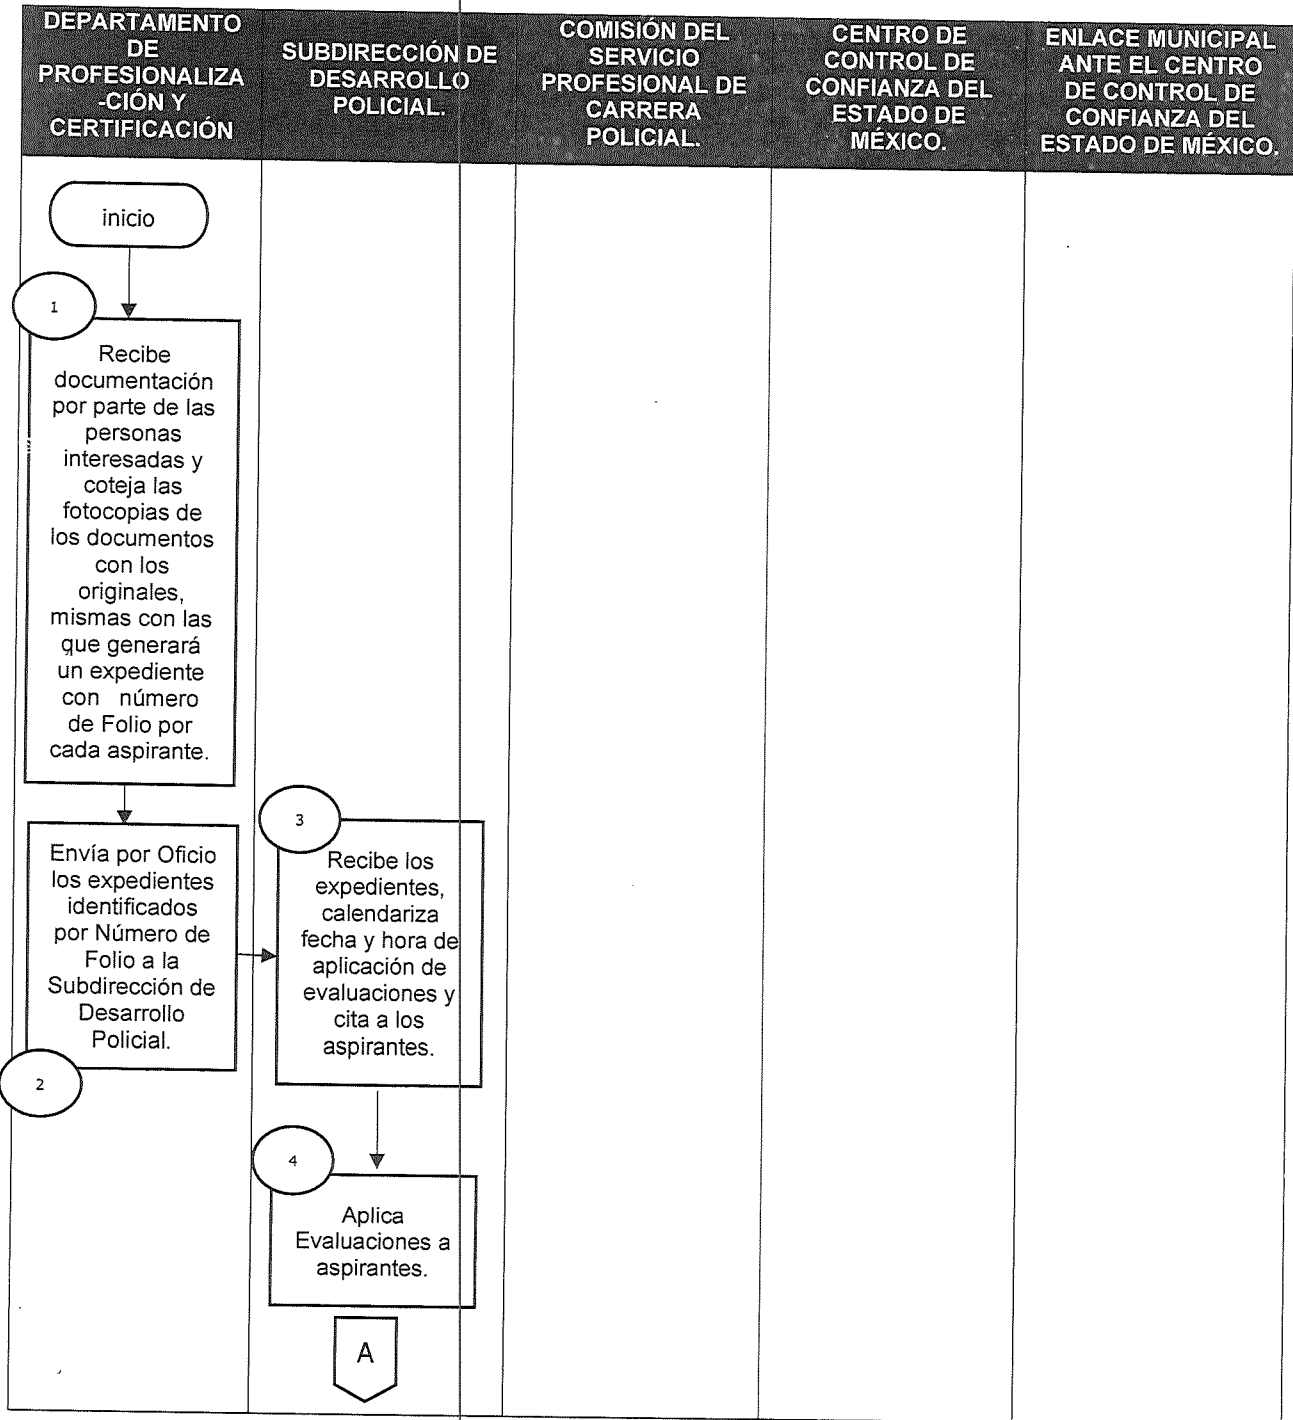 DEPARTAMENTO
DE
PROFESIONALIZA
-CIÓN Y
CERTIFICACIÓN
SUBDIRECCIÓN DE
DESARROLLO
POLICIAL.
COMISIÓN DEL
SERVICIO
PROFESIONAL DE
CARRERA
POLICIAL.
CENTRO DE
CONTROL DE
CONFIANZA DEL
ESTADO DE
MÉXICO.
ENLACE MUNICIPAL
ANTE EL CENTRO
DE CONTROL DE
CONFIANZA DEL
ESTADO DE MÉXICO.
inicio
1
Recibe
documentación
por parte de las
personas
interesadas y
coteja las
fotocopias de
los documentos
con los
originales,
mismas con las
que generará
un expediente
con número
de Folio por
cada aspirante.
Envía por Oficio
los expedientes
identificados
por Número de
Folio a la
Subdirección de
Desarrollo
Policial.
2
3
Recibe los
expedientes,
calendariza
fecha y hora de
aplicación de
evaluaciones y
cita a los
aspirantes.
4
Aplica
Evaluaciones a
aspirantes.
A